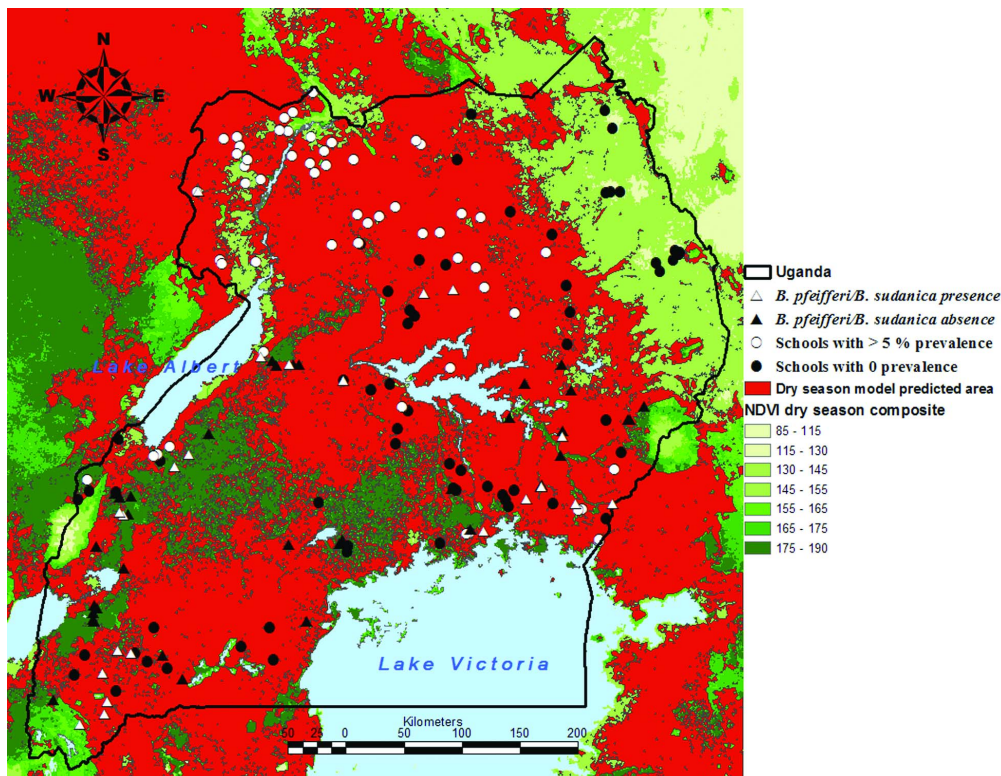 N
W E
S
Lake Albert
Lake Victoria
Kilometers
50 25 0 50 100 150 200
Uganda
B. pfeifferi/B. sudanica presence
B. pfeifferi/B. sudanica absence
Schools with > 5 % prevalence
Schools with 0 prevalence
Dry season model predicted area
NDVI dry season composite
85 - 115
115 - 130
130 - 145
145 - 155
155 - 165
165 - 175
175 - 190